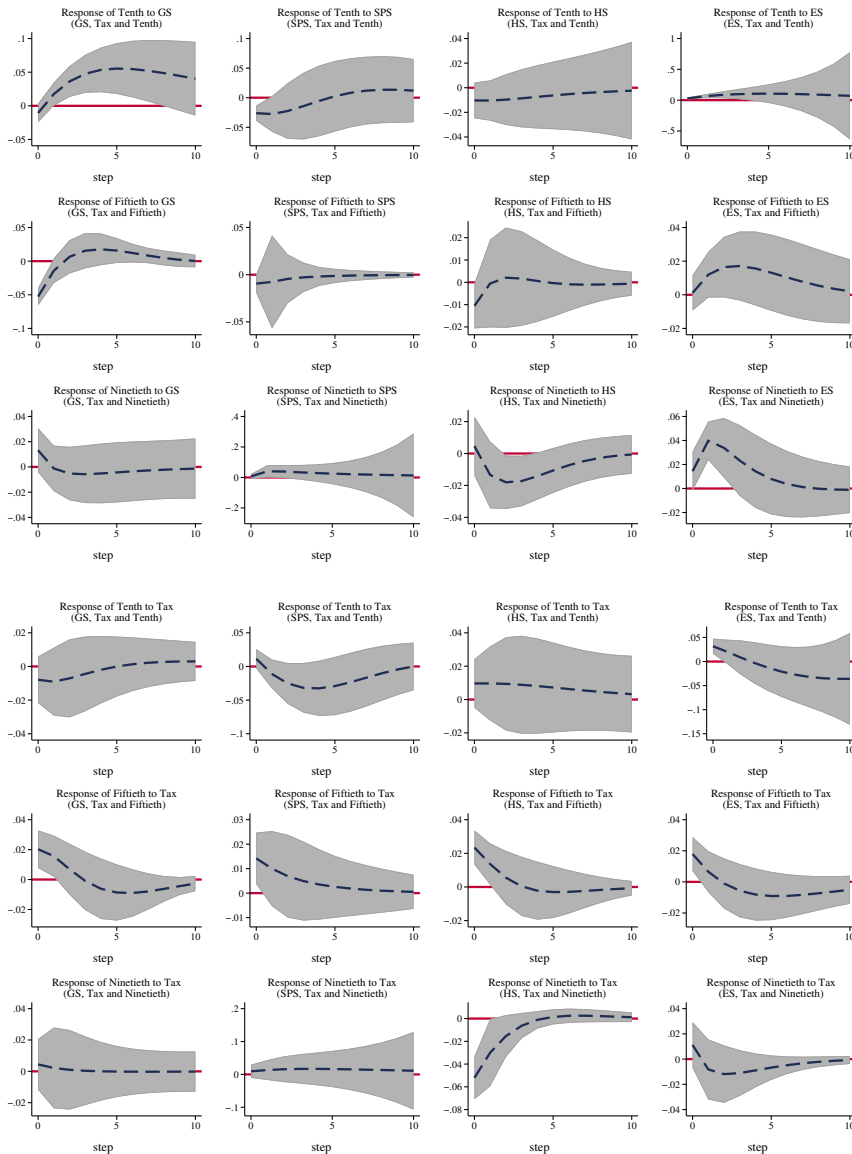 Response of Tenth to GS
(GS, Tax and Tenth)
.1
.05
0
-.05
0
5
10
step
Response of Tenth to SPS
(SPS, Tax and Tenth)
.1
.05
0
-.05
-.1
0
5
10
step
Response of Tenth to HS
(HS, Tax and Tenth)
.04
.02
0
-.02
-.04
0
5
10
step
Response of Tenth to ES
(ES, Tax and Tenth)
1
.5
0
-.5
0
5
10
step
Response of Fiftieth to GS
(GS, Tax and Fiftieth)
.05
0
-.05
-.1
0
5
10
step
Response of Fiftieth to SPS
(SPS, Tax and Fiftieth)
.05
0
-.05
0
5
10
step
Response of Fiftieth to HS
(HS, Tax and Fiftieth)
.02
.01
0
-.01
-.02
0
5
10
step
Response of Fiftieth to ES
(ES, Tax and Fiftieth)
.04
.02
0
-.02
0
5
10
step
Response of Ninetieth to GS
(GS, Tax and Ninetieth)
.04
.02
0
-.02
-.04
0
5
10
step
Response of Ninetieth to SPS
(SPS, Tax and Ninetieth)
.4
.2
0
-.2
0
5
10
step
Response of Ninetieth to HS
(HS, Tax and Ninetieth)
.02
0
-.02
-.04
0
5
10
step
Response of Ninetieth to ES
(ES, Tax and Ninetieth)
.06
.04
.02
0
-.02
0
5
10
step
Response of Tenth to Tax
(GS, Tax and Tenth)
.02
0
-.02
-.04
0
5
10
step
Response of Tenth to Tax
(SPS, Tax and Tenth)
.05
0
-.05
-.1
0
5
10
step
Response of Tenth to Tax
(HS, Tax and Tenth)
.04
.02
0
-.02
0
5
10
step
Response of Tenth to Tax
(ES, Tax and Tenth)
.05
0
-.05
-.1
-.15
0
5
10
step
Response of Fiftieth to Tax
(GS, Tax and Fiftieth)
.04
.02
0
-.02
0
5
10
step
Response of Fiftieth to Tax
(SPS, Tax and Fiftieth)
.03
.02
.01
0
-.01
0
5
10
step
Response of Fiftieth to Tax
(HS, Tax and Fiftieth)
.04
.02
0
-.02
0
5
10
step
Response of Fiftieth to Tax
(ES, Tax and Fiftieth)
.04
.02
0
-.02
0
5
10
step
Response of Ninetieth to Tax
(GS, Tax and Ninetieth)
.04
.02
0
-.02
0
5
10
step
Response of Ninetieth to Tax
(SPS, Tax and Ninetieth)
.2
.1
0
-.1
0
5
10
step
Response of Ninetieth to Tax
(HS, Tax and Ninetieth)
0
-.02
-.04
-.06
-.08
0
5
10
step
Response of Ninetieth to Tax
(ES, Tax and Ninetieth)
.04
.02
0
-.02
-.04
0
5
10
step